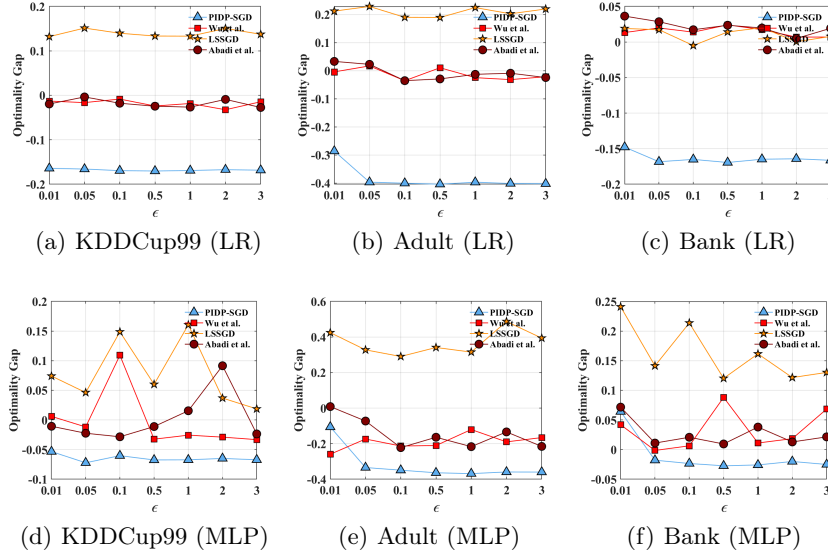 0.2
0.15
0.1
0.05
0
-0.05
-0.1
-0.15
-0.2
Optimality Gap
PIDP-SGD
Wu et al.
LSSGD
Abadi et al.
0.01 0.05 0.1 0.5 1 2 3
ϵ
(a) KDDCup99 (LR)
0.2
0.1
0
-0.1
-0.2
-0.3
-0.4
Optimality Gap
PIDP-SGD
Wu et al.
LSSGD
Abadi et al.
0.01 0.05 0.1 0.5 1 2 3
ϵ
(b) Adult (LR)
0.05
0
-0.05
-0.1
-0.15
-0.2
Optimality Gap
PIDP-SGD
Wu et al.
LSSGD
Abadi et al.
0.01 0.05 0.1 0.5 1 2
ϵ
(c) Bank (LR)
0.2
0.15
0.1
0.05
0
-0.05
-0.1
Optimality Gap
PIDP-SGD
Wu et al.
LSSGD
Abadi et al.
0.01 0.05 0.1 0.5 1 2 3
ϵ
(d) KDDCup99 (MLP)
0.6
0.4
0.2
0
-0.2
-0.4
Optimality Gap
PIDP-SGD
Wu et al.
LSSGD
Abadi et al.
0.01 0.05 0.1 0.5 1 2 3
ϵ
(e) Adult (MLP)
0.25
0.2
0.15
0.1
0.05
0
-0.05
Optimality Gap
PIDP-SGD
Wu et al.
LSSGD
Abadi et al.
0.01 0.05 0.1 0.5 1 2 3
ϵ
(f) Bank (MLP)